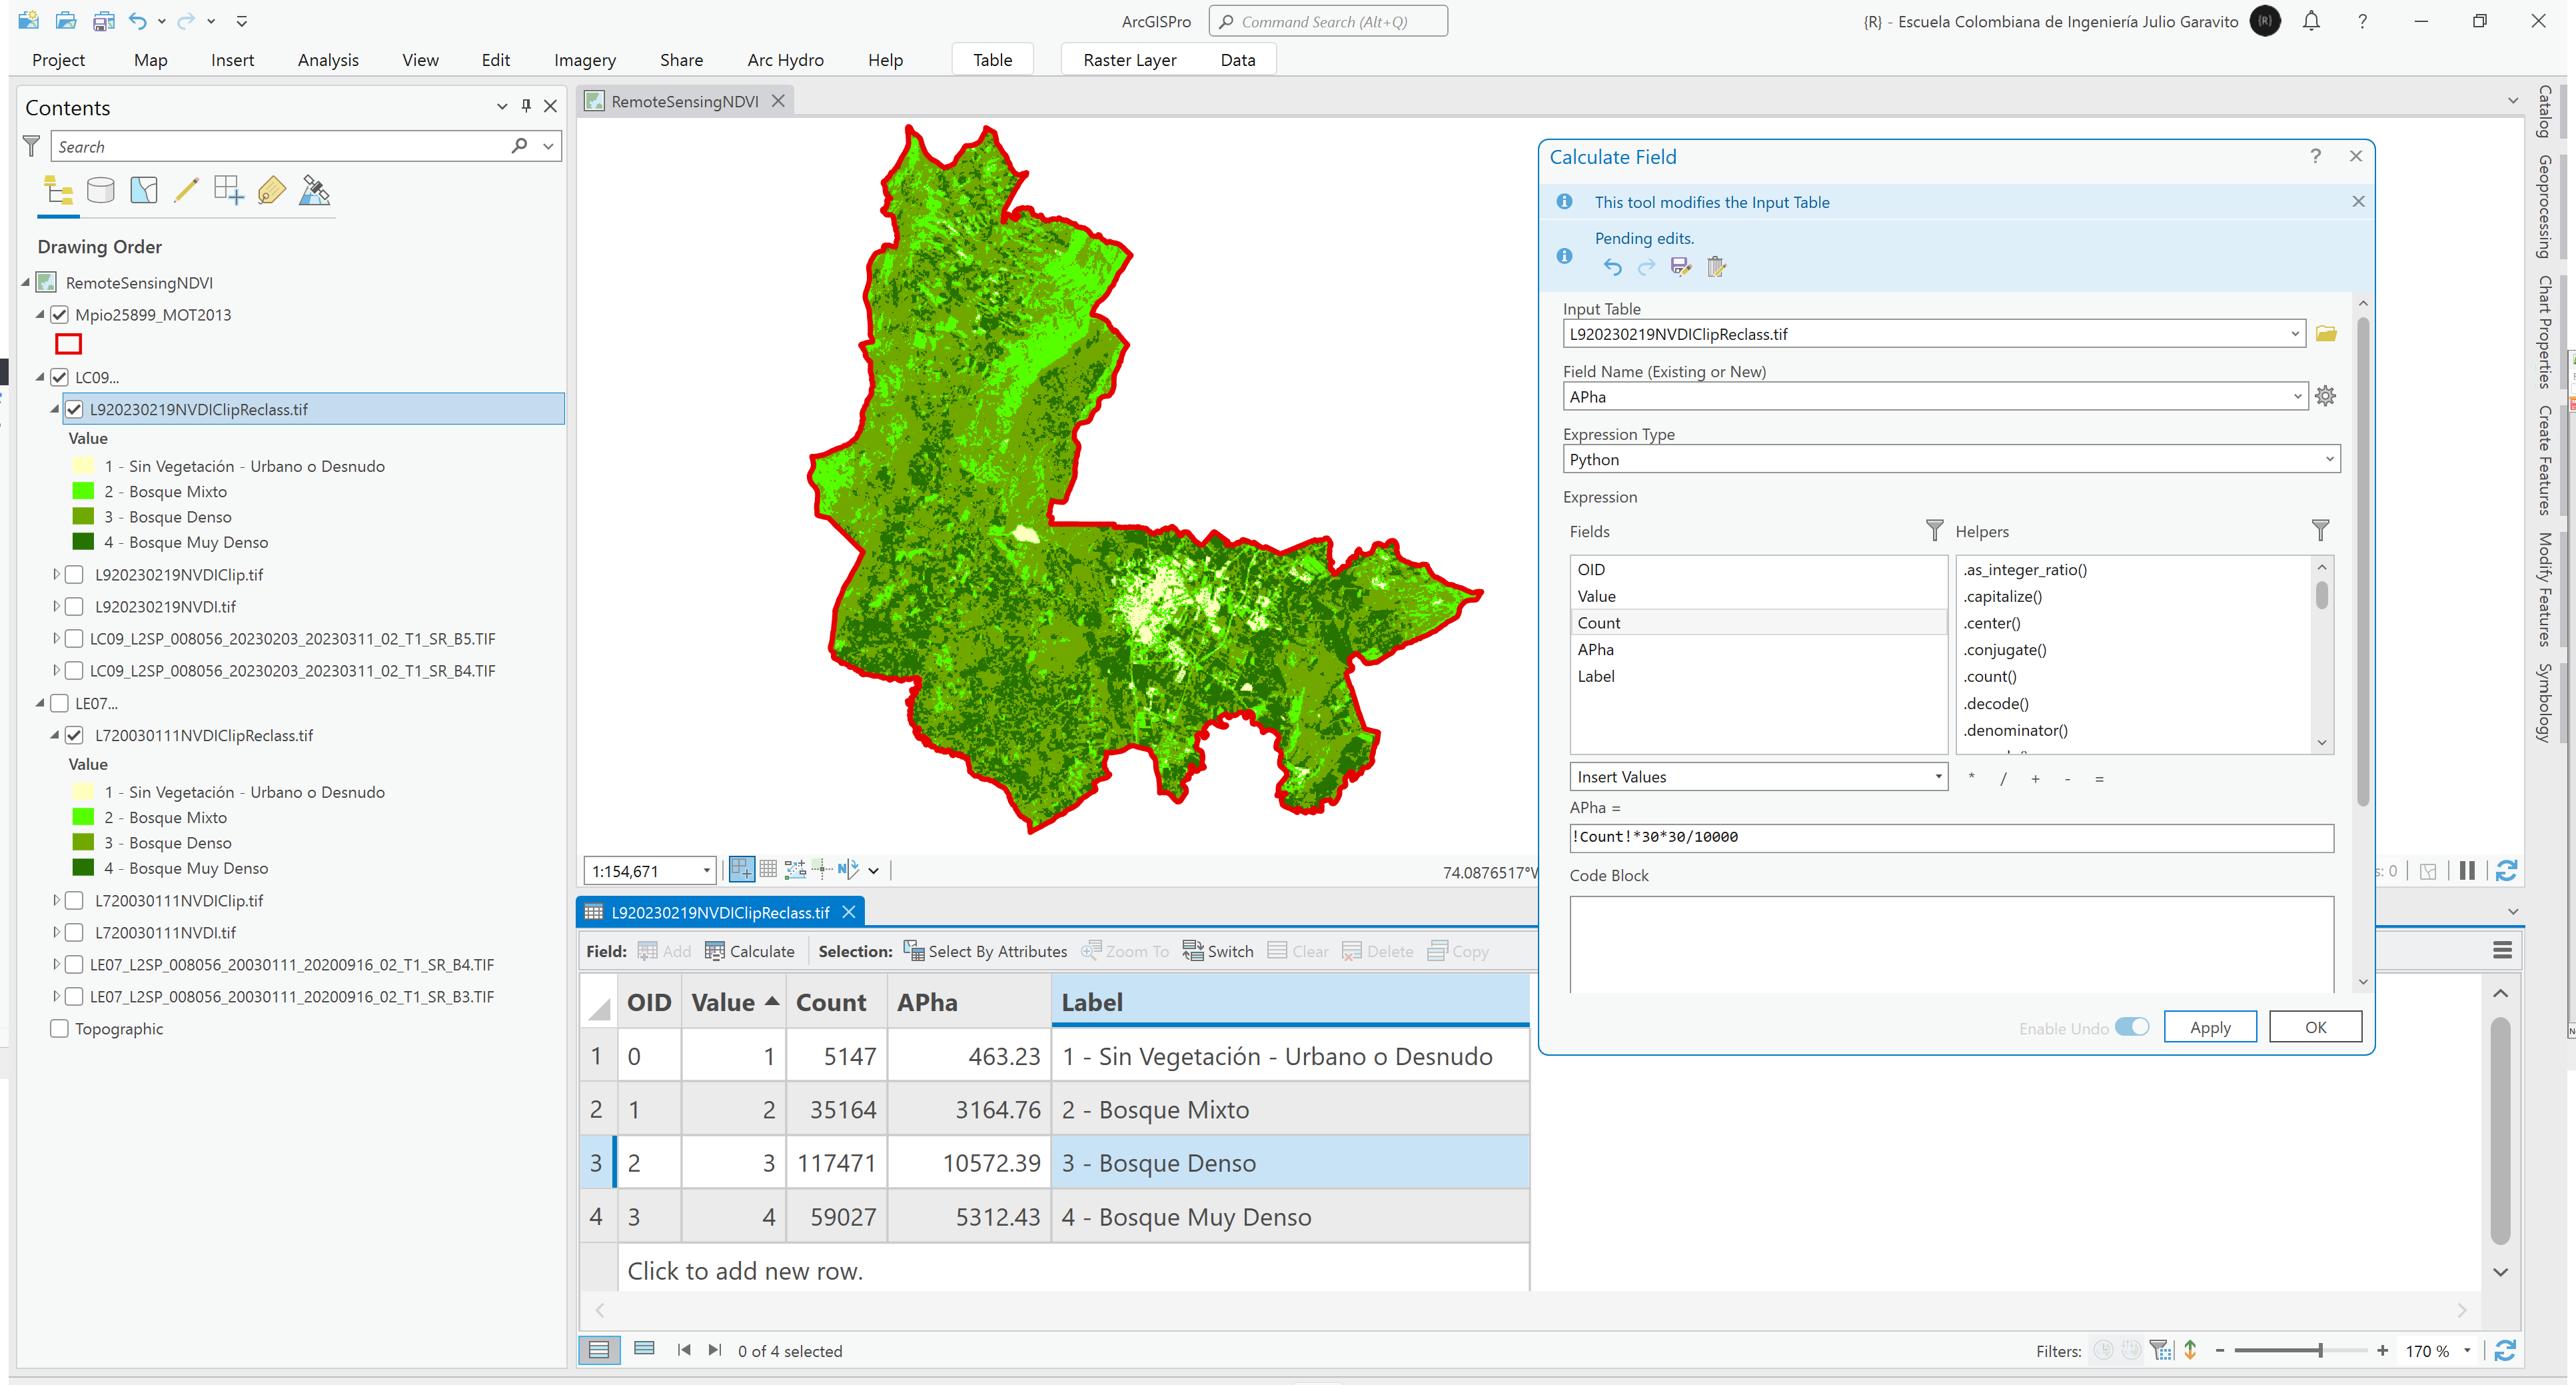 ArcGISPro
Command Search (Alt+Q)
{R} - Escuela Colombiana de Ingeniería Julio Garavito
{R}
?
Project
Map
Insert
Analysis
View
Edit
Imagery
Share
Arc Hydro
Help
Table
Raster Layer
Data
Contents
Search
Drawing Order
RemoteSensingNDVI
Mpio25899_MOT2013
LC09...
L920230219NVDIClipReclass.tif
Value
1 - Sin Vegetación - Urbano o Desnudo
2 - Bosque Mixto
3 - Bosque Denso
4 - Bosque Muy Denso
L920230219NVDIClip.tif
L920230219NVDI.tif
LC09_L2SP_008056_20230203_20230311_02_T1_SR_B5.TIF
LC09_L2SP_008056_20230203_20230311_02_T1_SR_B4.TIF
LE07...
L720030111NVDIClipReclass.tif
Value
1 - Sin Vegetación - Urbano o Desnudo
2 - Bosque Mixto
3 - Bosque Denso
4 - Bosque Muy Denso
L720030111NVDIClip.tif
L720030111NVDI.tif
LE07_L2SP_008056_20030111_20200916_02_T1_SR_B4.TIF
LE07_L2SP_008056_20030111_20200916_02_T1_SR_B3.TIF
Topographic
RemoteSensingNDVI
1:154,671
N
74.0876517°W
s: 0
Calculate Field
?
This tool modifies the Input Table
Pending edits.
Input Table
L920230219NVDIClipReclass.tif
Field Name (Existing or New)
APha
Expression Type
Python
Expression
Fields
OID
Value
Count
APha
Label
Helpers
.as_integer_ratio()
.capitalize()
.center()
.conjugate()
.count()
.decode()
.denominator()
Insert Values
* / + - =
APha =
!Count!*30*30/10000
Code Block
Enable Undo
Apply
OK
Catalog
Geoprocessing
Chart Properties
Create Features
Modify Features
Symbology
L920230219NVDIClipReclass.tif
Field: Add Calculate Selection: Select By Attributes Zoom To Switch Clear Delete Copy
OID Value Count APha Label
1 0 1 5147 463.23 1 - Sin Vegetación - Urbano o Desnudo
2 1 2 35164 3164.76 2 - Bosque Mixto
3 2 3 117471 10572.39 3 - Bosque Denso
4 3 4 59027 5312.43 4 - Bosque Muy Denso
Click to add new row.
0 of 4 selected
Filters:
- + 170 %